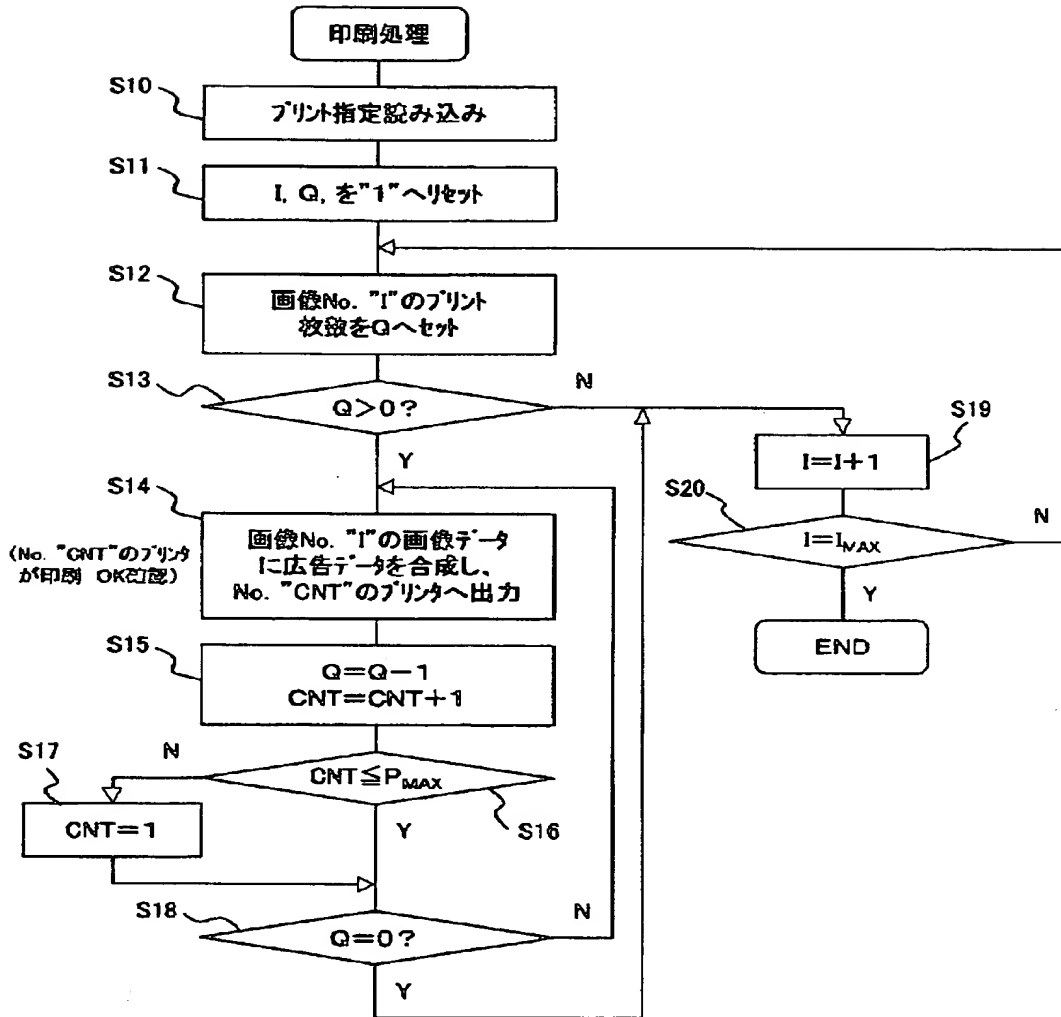 印刷処理
S10
プリント指定読み込み
S11
I, Q, を"1"へリセット
S12
画像No. "I"のプリント
枚数をQへセット
S13
Q>0?
N
Y
S19
I=I+1
S20
I=IMAX
N
Y
END
S14
(No. "CNT"のプリンタ
が印刷 OK確認)
画像No. "I"の画像データ
に広告データを合成し、
No. "CNT"のプリンタへ出力
S15
Q=Q-1
CNT=CNT+1
S17
N
CNT≦PMAX
S16
CNT=1
Y
S18
Q=0?
N
Y